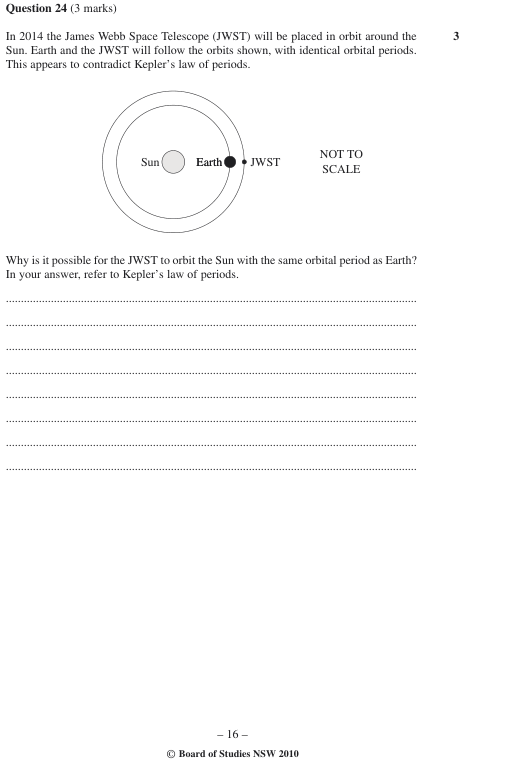 Question 24 (3 marks)
In 2014 the James Webb Space Telescope (JWST) will be placed in orbit around the 3
Sun. Earth and the JWST will follow the orbits shown, with identical orbital periods.
This appears to contradict Kepler’s law of periods.
Sun Earth JWST NOT TO
SCALE
Why is it possible for the JWST to orbit the Sun with the same orbital period as Earth?
In your answer, refer to Kepler’s law of periods.
– 16 –
© Board of Studies NSW 2010